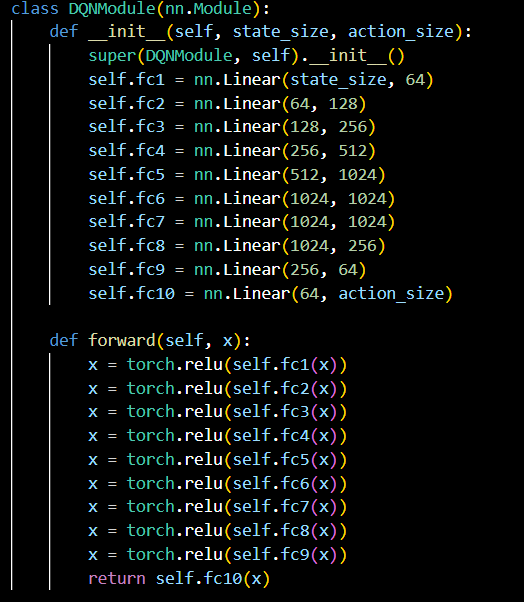 class DQNModule(nn.Module):
    def __init__(self, state_size, action_size):
        super(DQNModule, self).__init__()
        self.fc1 = nn.Linear(state_size, 64)
        self.fc2 = nn.Linear(64, 128)
        self.fc3 = nn.Linear(128, 256)
        self.fc4 = nn.Linear(256, 512)
        self.fc5 = nn.Linear(512, 1024)
        self.fc6 = nn.Linear(1024, 1024)
        self.fc7 = nn.Linear(1024, 1024)
        self.fc8 = nn.Linear(1024, 256)
        self.fc9 = nn.Linear(256, 64)
        self.fc10 = nn.Linear(64, action_size)

    def forward(self, x):
        x = torch.relu(self.fc1(x))
        x = torch.relu(self.fc2(x))
        x = torch.relu(self.fc3(x))
        x = torch.relu(self.fc4(x))
        x = torch.relu(self.fc5(x))
        x = torch.relu(self.fc6(x))
        x = torch.relu(self.fc7(x))
        x = torch.relu(self.fc8(x))
        x = torch.relu(self.fc9(x))
        return self.fc10(x)